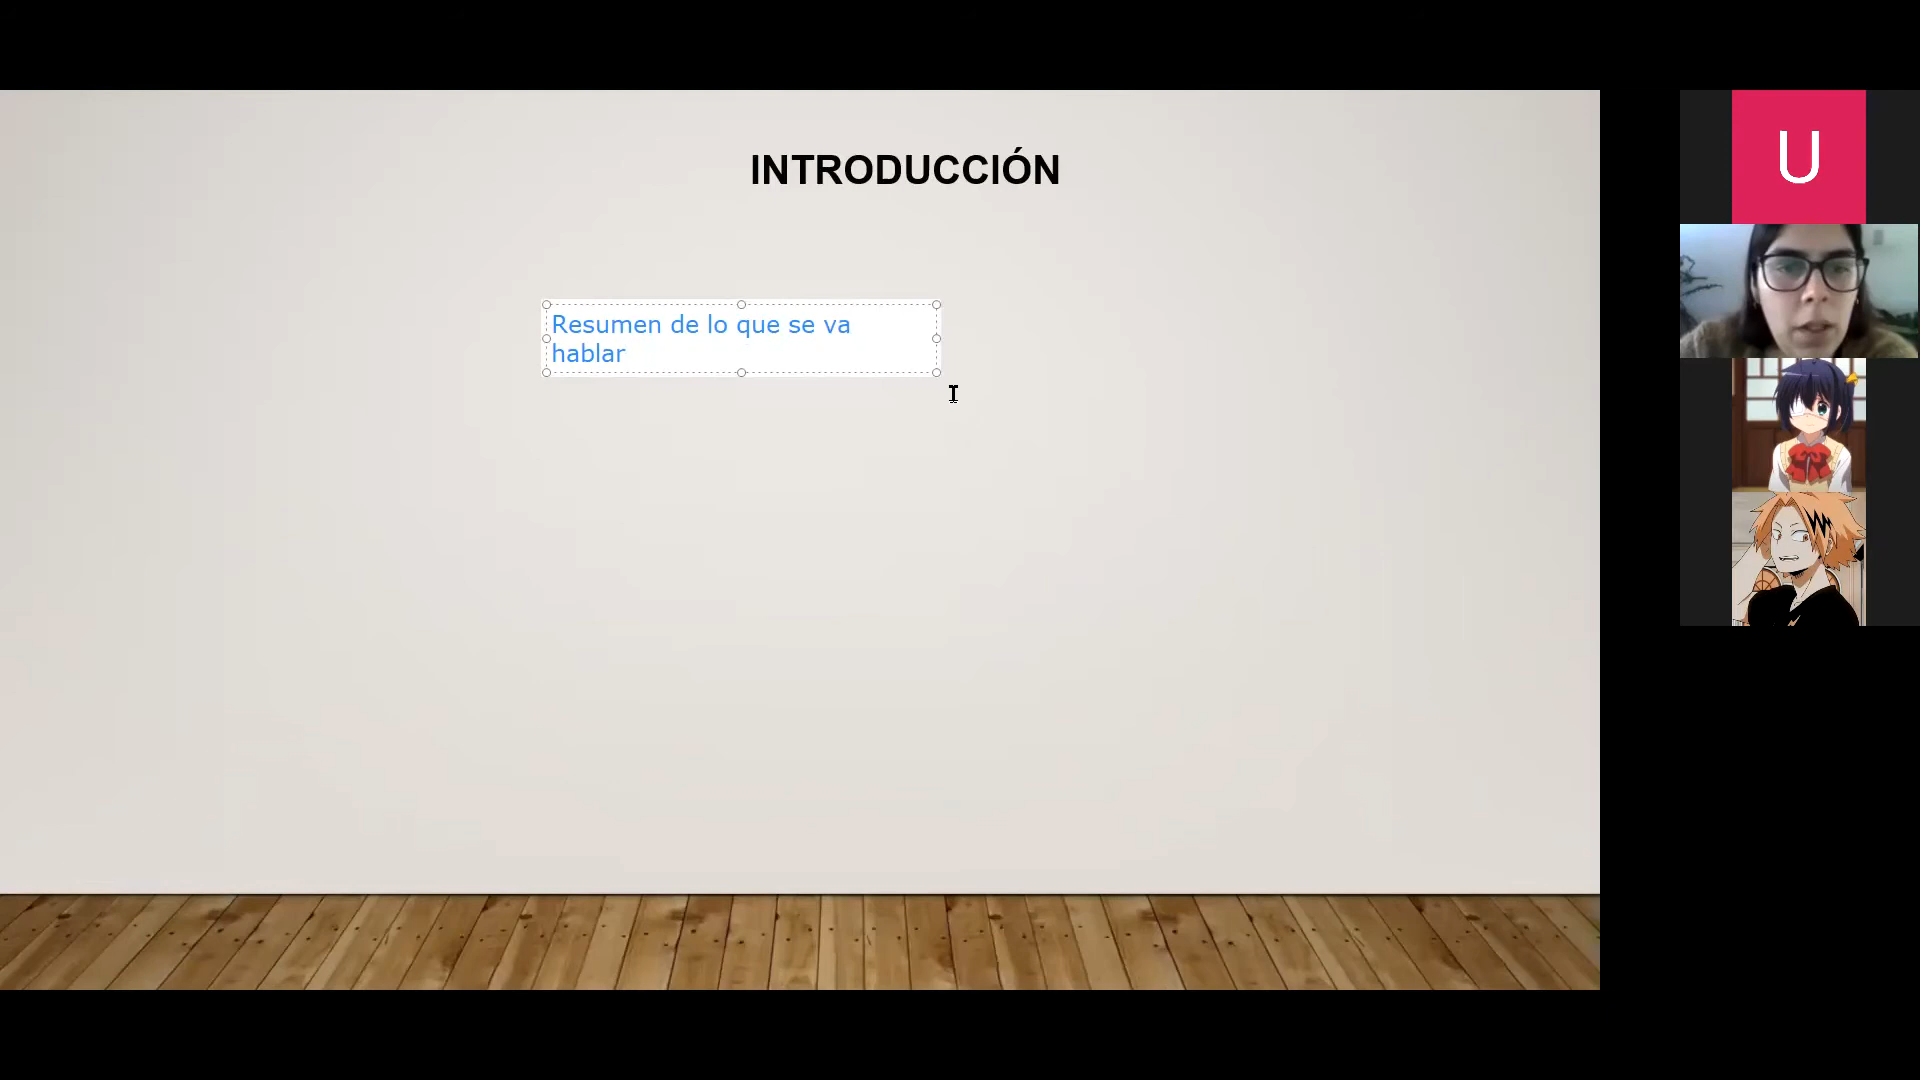 INTRODUCCIÓN
Resumen de lo que se va
hablar
U